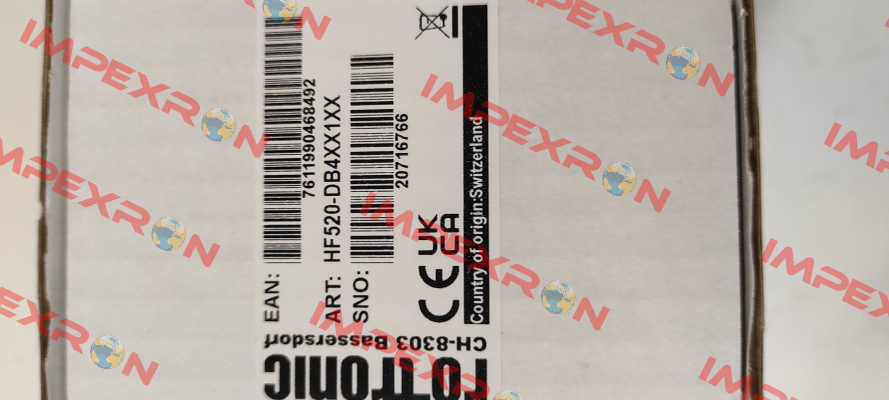 EAN:
7611990468492
ART: HF520-DB4XX1XX
SNO:
20716766
CE UK CA
Country of origin:Switzerland
CH-8303 Bassersdorf
rotronic
IMPEXRON
IMPEXRON
IMPEXRON
IMPEXRON
IMPEXRON